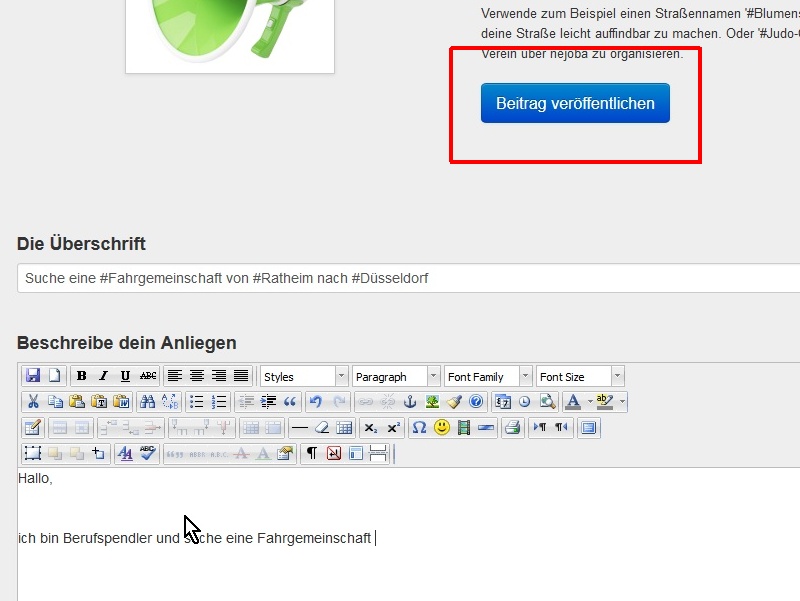 Verwende zum Beispiel einen Straßennamen '#Blumens
deine Straße leicht auffindbar zu machen. Oder '#Judo-
Verein über nejoba zu organisieren.
Beitrag veröffentlichen
Die Überschrift
Suche eine #Fahrgemeinschaft von #Ratheim nach #Düsseldorf
Beschreibe dein Anliegen
B I U ABC Styles Paragraph Font Family Font Size
Hallo,
ich bin Berufspendler und suche eine Fahrgemeinschaft